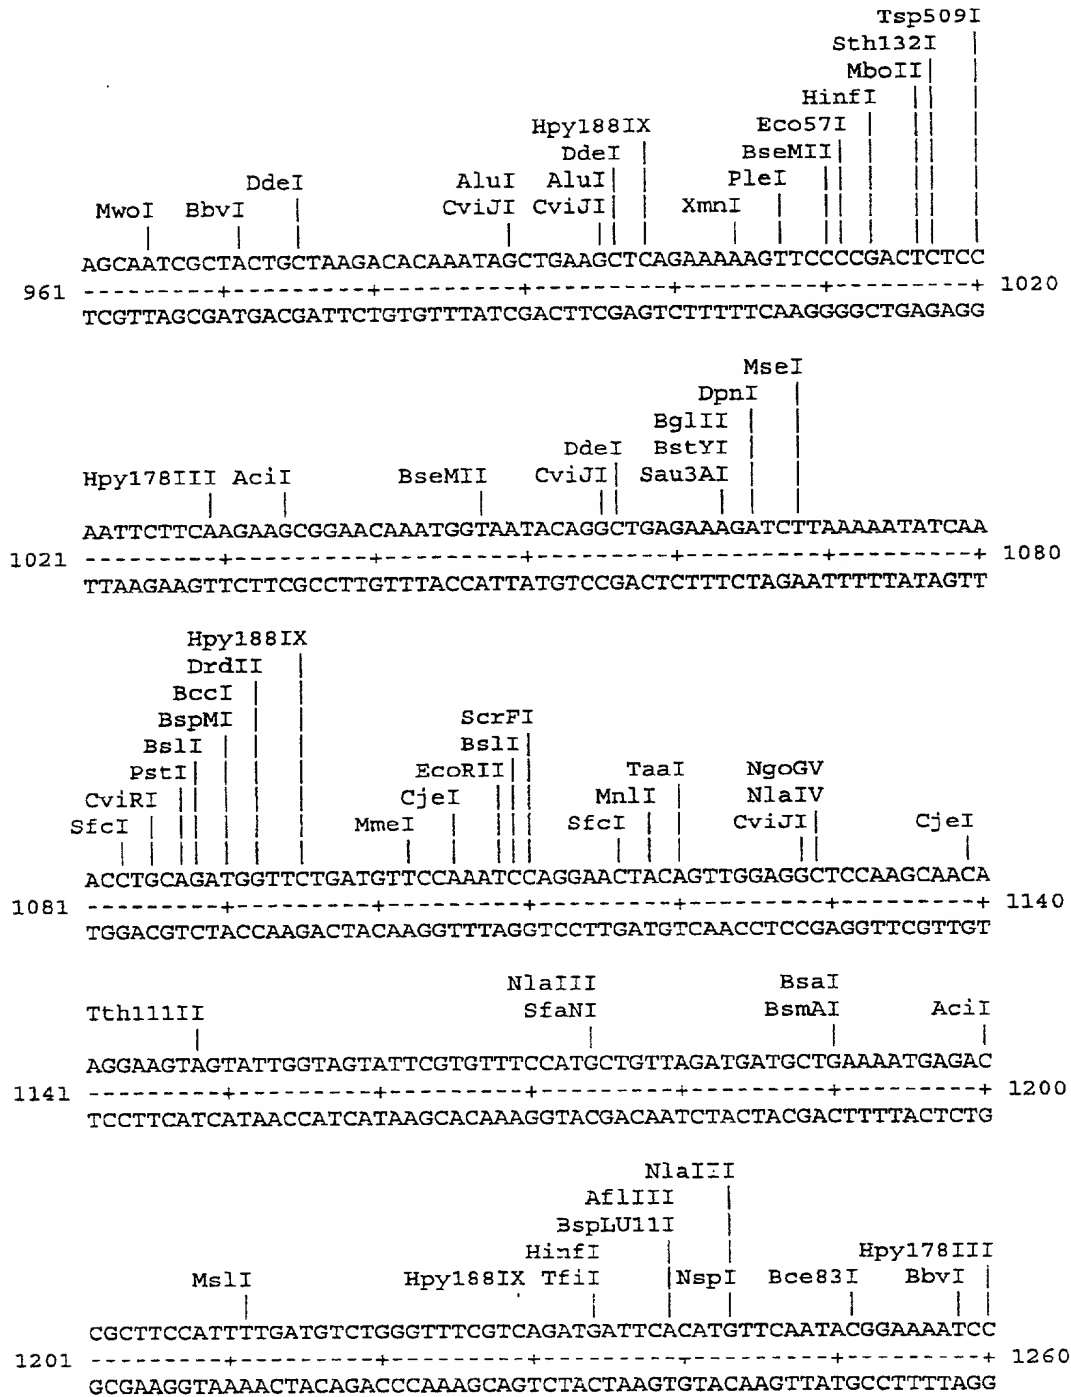 Tsp509I
Sth132I
MboII
HinfI
Hpy188IX Eco57I
DdeI BseMII
DdeI AluI AluI PleI
MwoI BbvI CviJI CviJI XmnI
AGCAATCGCTACTGCTAAGACACAAATAGCTGAAGCTCAGAAAAAGTTCCCCGACTCTCC
961 ---------+---------+---------+---------+---------+---------+ 1020
TCGTTAGCGATGACGATTCTGTGTTTATCGACTTCGAGTCTTTTTCAAGGGGCTGAGAGG
MseI
DpnI
BglII
DdeI BstYI
Hpy178III AciI BseMII CviJI Sau3AI
AATTCTTCAAGAAGCGGAACAAATGGTAATACAGGCTGAGAAAGATCTTAAAAATATCAA
1021 ---------+---------+---------+---------+---------+---------+ 1080
TTAAGAAGTTCTTCGCCTTGTTTACCATTATGTCCGACTCTTTCTAGAATTTTTATAGTT
Hpy188IX
DrdII
BccI
BspMI ScrFI
BslI BslI
PstI EcoRII TaaI NgoGV
CviRI CjeI MnlI NlaIV
SfcI MmeI SfcI CviJI CjeI
ACCTGCAGATGGTTCTGATGTTCCAAATCCAGGAACTACAGTTGGAGGCTCCAAGCAACA
1081 ---------+---------+---------+---------+---------+---------+ 1140
TGGACGTCTACCAAGACTACAAGGTTTAGGTCCTTGATGTCAACCTCCGAGGTTCGTTGT
NlaIII BsaI
Tth111II SfaNI BsmAI AciI
AGGAAGTAGTATTGGTAGTATTCGTGTTTCCATGCTGTTAGATGATGCTGAAAATGAGAC
1141 ---------+---------+---------+---------+---------+---------+ 1200
TCCTTCATCATAACCATCATAAGCACAAAGGTACGACAATCTACTACGACTTTTACTCTG
NlaIII
AflIII
BspLU11I
HinfI Hpy178III
MslI Hpy188IX TfiI NspI Bce83I BbvI
CGCTTCCATTTTGATGTCTGGGTTTCGTCAGATGATTCACATGTTCAATACGGAAAATCC
1201 ---------+---------+---------+---------+---------+---------+ 1260
GCGAAGGTAAAACTACAGACCCAAAGCAGTCTACTAAGTGTACAAGTTATGCCTTTTAGG